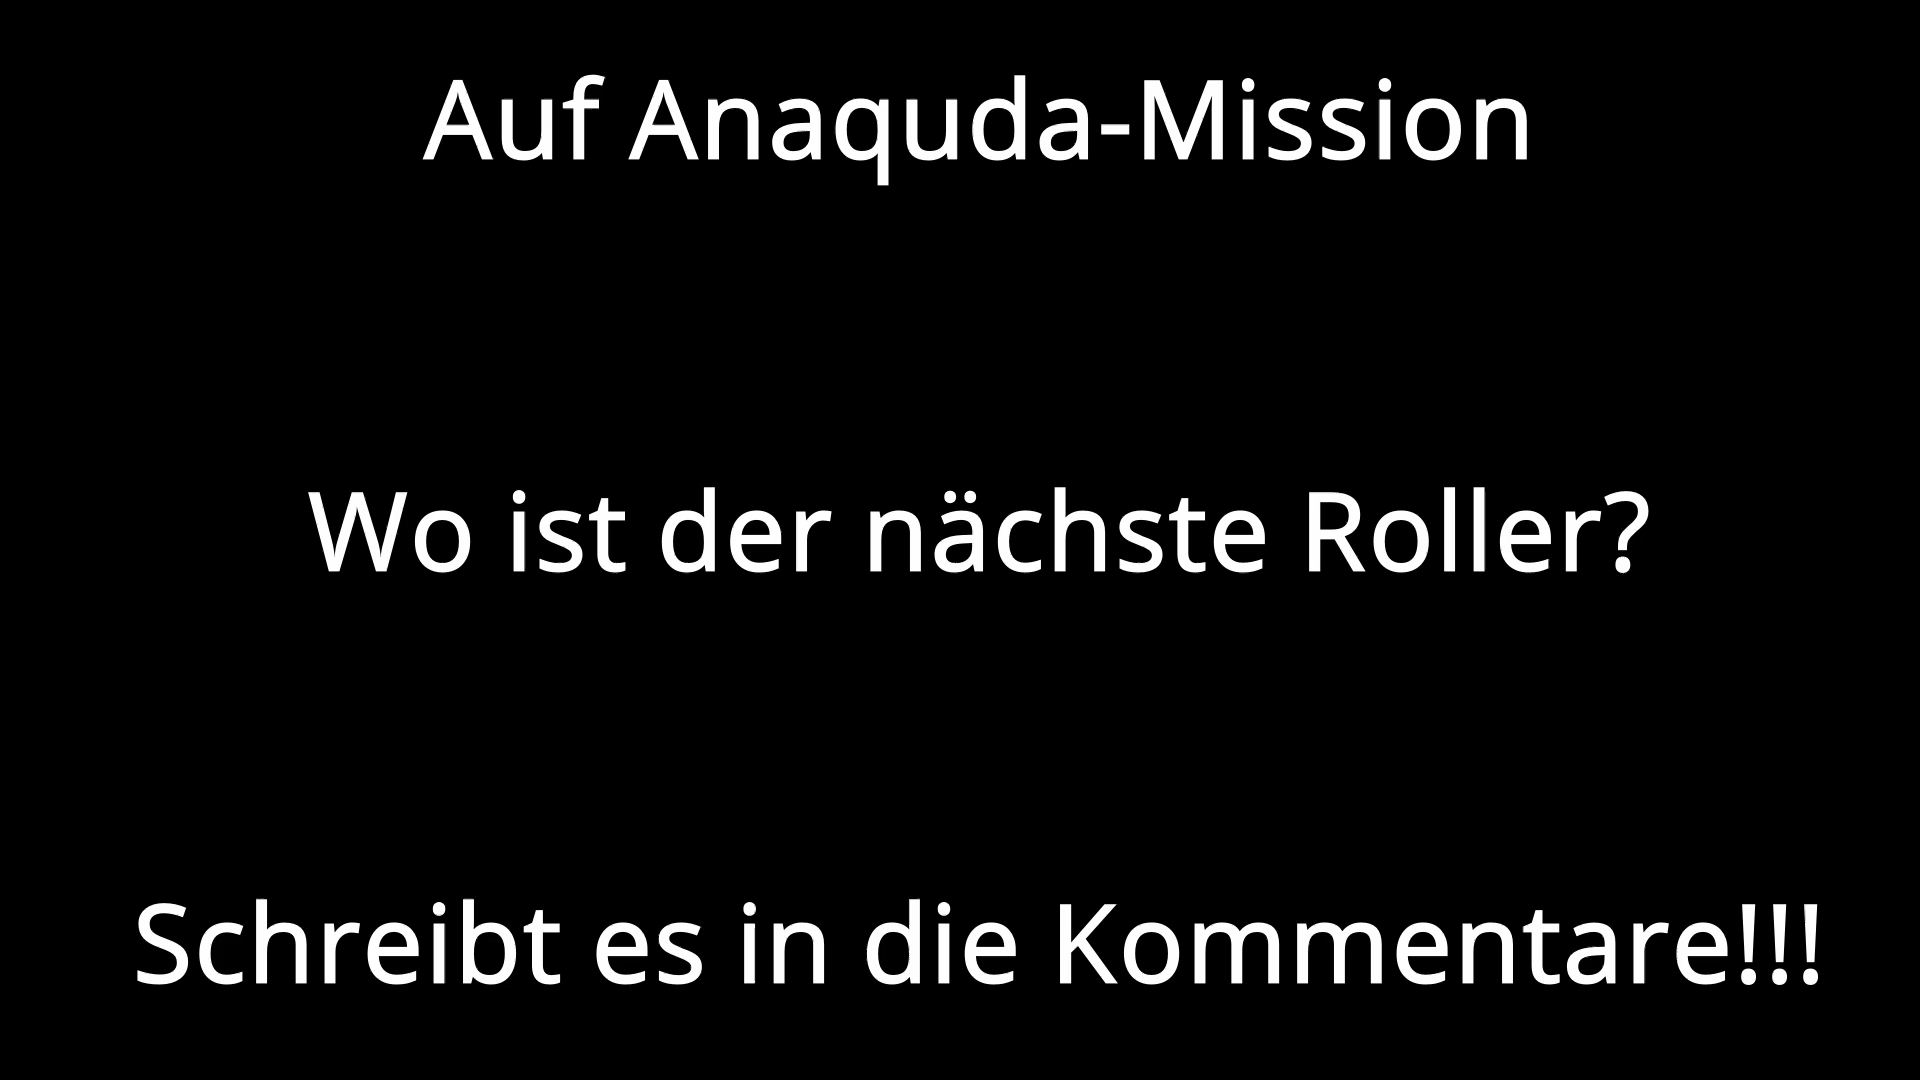 Auf Anaquda-Mission
Wo ist der nächste Roller?
Schreibt es in die Kommentare!!!